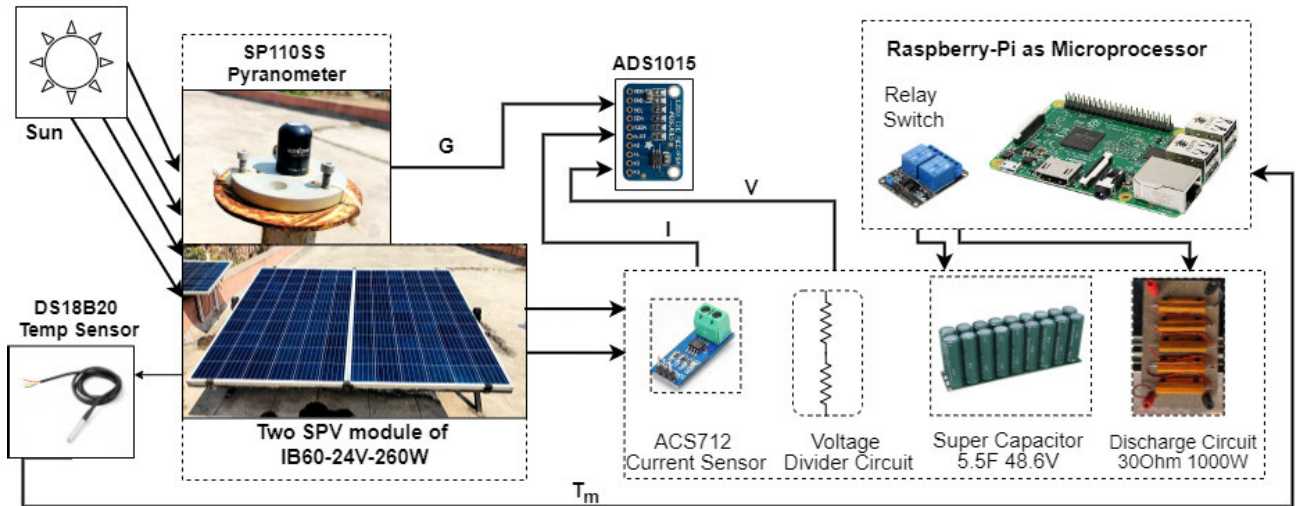 SP110SS
Pyranometer
ADS1015
Raspberry-Pi as Microprocessor
Relay
Switch
Sun
G
V
I
DS18B20
Temp Sensor
Two SPV module of
IB60-24V-260W
ACS712
Current Sensor
Voltage
Divider Circuit
Super Capacitor
5.5F 48.6V
Discharge Circuit
30Ohm 1000W
Tm